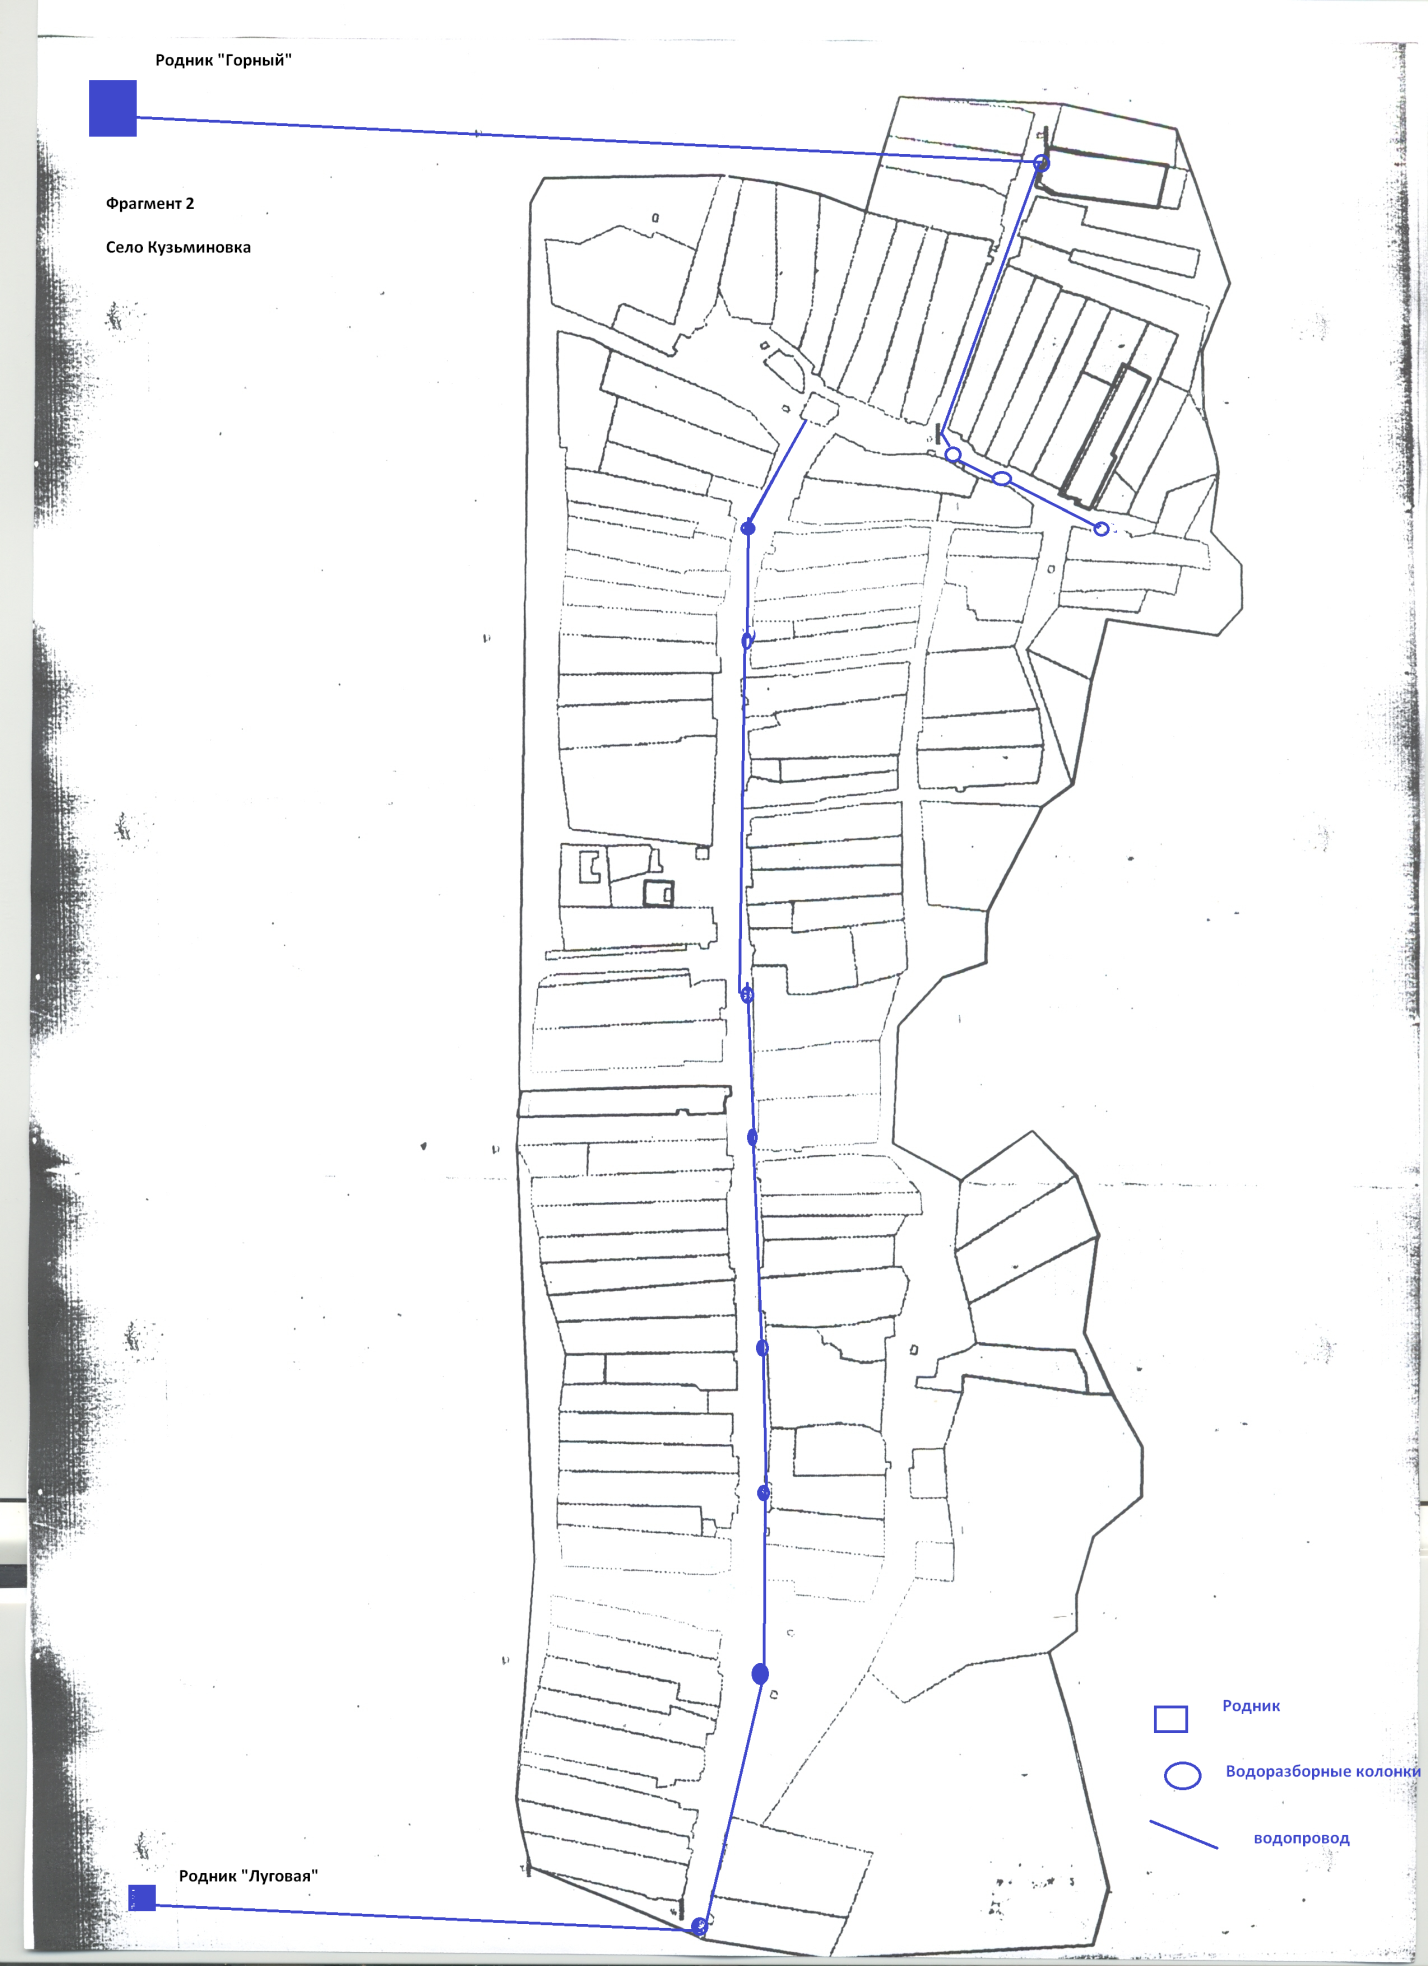 Родник "Горный"
Фрагмент 2
Село Кузьминовка
Родник
Водоразборные колонки
водопровод
Родник "Луговая"